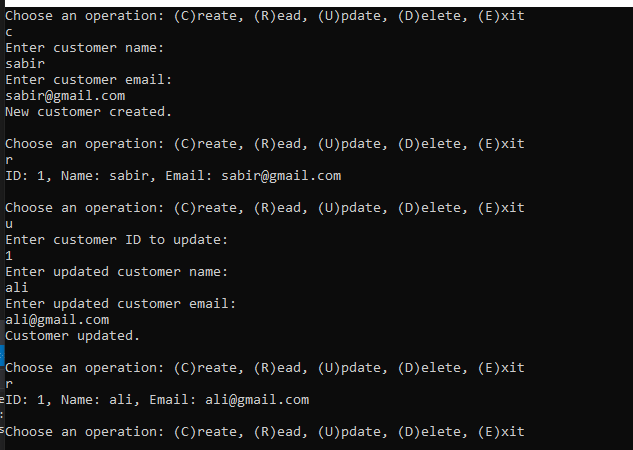 Choose an operation: (C)reate, (R)ead, (U)pdate, (D)elete, (E)xit
c
Enter customer name:
sabir
Enter customer email:
sabir@gmail.com
New customer created.
Choose an operation: (C)reate, (R)ead, (U)pdate, (D)elete, (E)xit
r
ID: 1, Name: sabir, Email: sabir@gmail.com
Choose an operation: (C)reate, (R)ead, (U)pdate, (D)elete, (E)xit
u
Enter customer ID to update:
1
Enter updated customer name:
ali
Enter updated customer email:
ali@gmail.com
Customer updated.
Choose an operation: (C)reate, (R)ead, (U)pdate, (D)elete, (E)xit
r
ID: 1, Name: ali, Email: ali@gmail.com
Choose an operation: (C)reate, (R)ead, (U)pdate, (D)elete, (E)xit